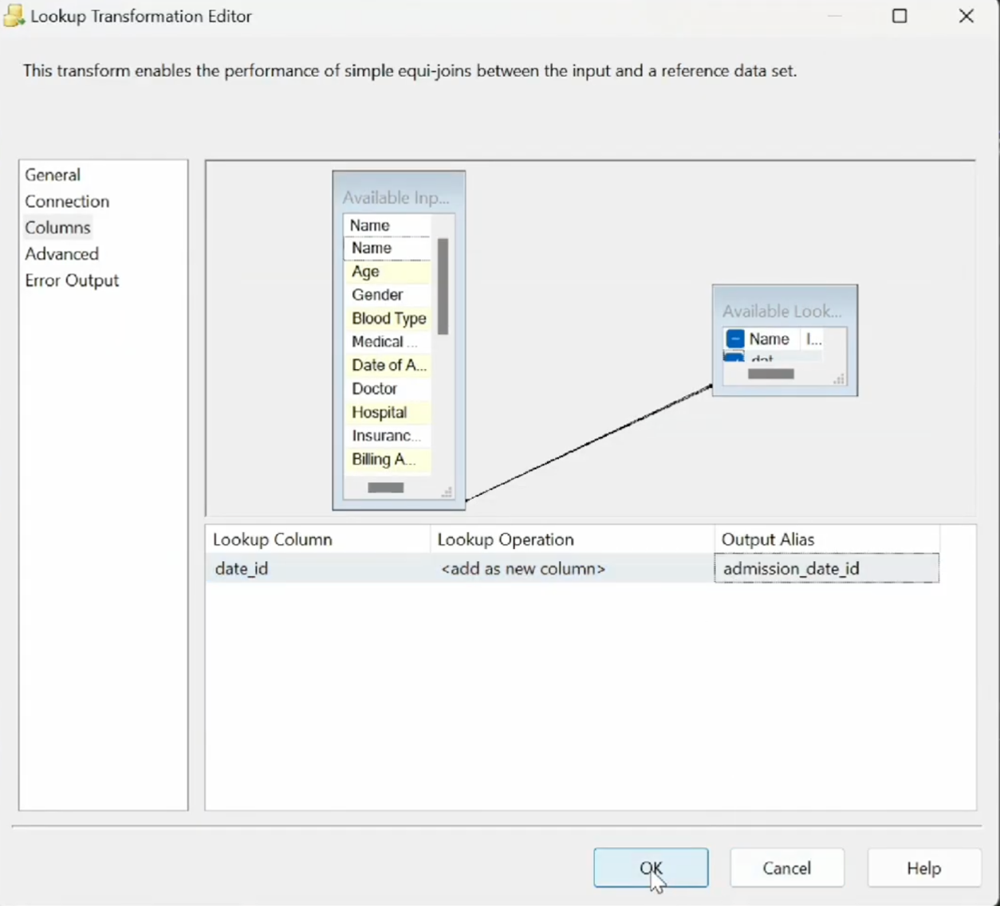 Lookup Transformation Editor
This transform enables the performance of simple equi-joins between the input and a reference data set.
General
Connection
Columns
Advanced
Error Output
Available Inp...
Name
Name
Age
Gender
Blood Type
Medical ...
Date of A...
Doctor
Hospital
Insuranc...
Billing A...
Available Look...
Name I...
Lookup Column Lookup Operation Output Alias
date_id <add as new column> admission_date_id
OK Cancel Help